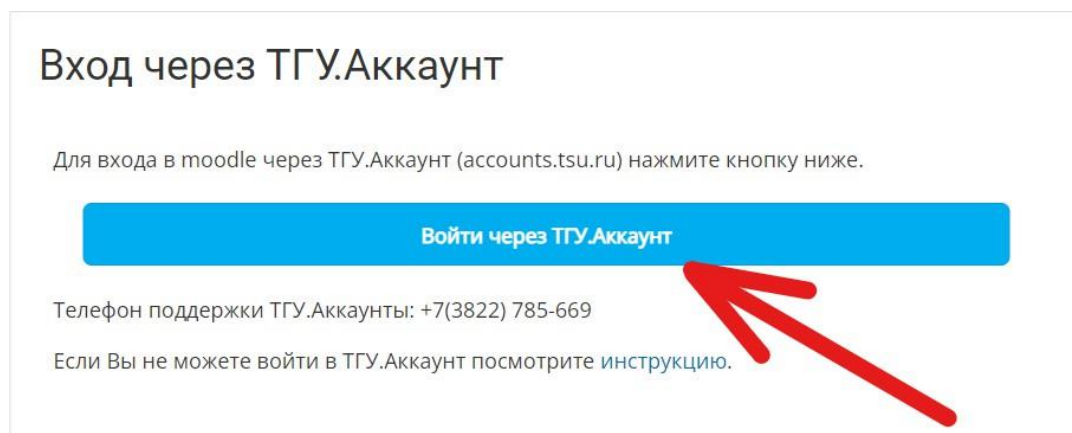 Вход через ТГУ.Аккаунт
Для входа в moodle через ТГУ.Аккаунт (accounts.tsu.ru) нажмите кнопку ниже.
Войти через ТГУ.Аккаунт
Телефон поддержки ТГУ.Аккаунты: +7(3822) 785-669
Если Вы не можете войти в ТГУ.Аккаунт посмотрите инструкцию.